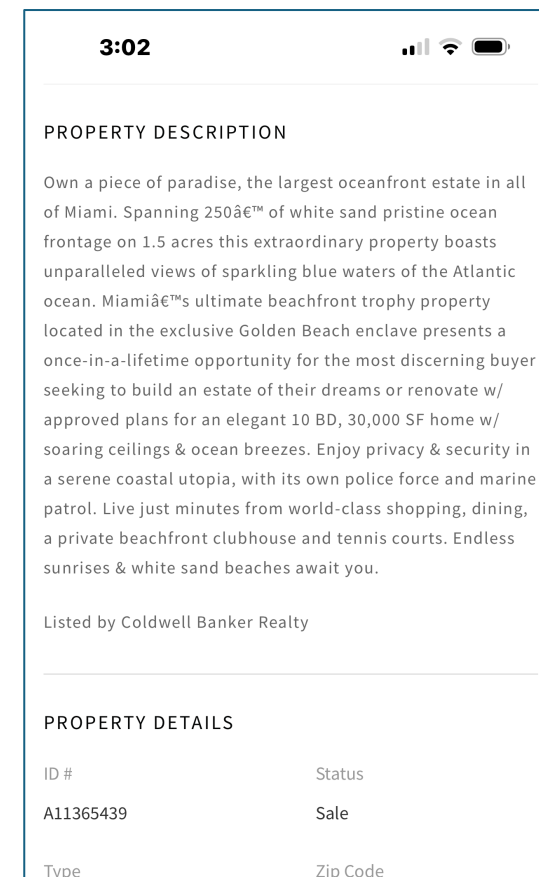 3:02
PROPERTY DESCRIPTION
Own a piece of paradise, the largest oceanfront estate in all
of Miami. Spanning 250â€™ of white sand pristine ocean
frontage on 1.5 acres this extraordinary property boasts
unparalleled views of sparkling blue waters of the Atlantic
ocean. Miamiâ€™s ultimate beachfront trophy property
located in the exclusive Golden Beach enclave presents a
once-in-a-lifetime opportunity for the most discerning buyer
seeking to build an estate of their dreams or renovate w/
approved plans for an elegant 10 BD, 30,000 SF home w/
soaring ceilings & ocean breezes. Enjoy privacy & security in
a serene coastal utopia, with its own police force and marine
patrol. Live just minutes from world-class shopping, dining,
a private beachfront clubhouse and tennis courts. Endless
sunrises & white sand beaches await you.
Listed by Coldwell Banker Realty
PROPERTY DETAILS
ID # Status
A11365439 Sale
Type Zip Code